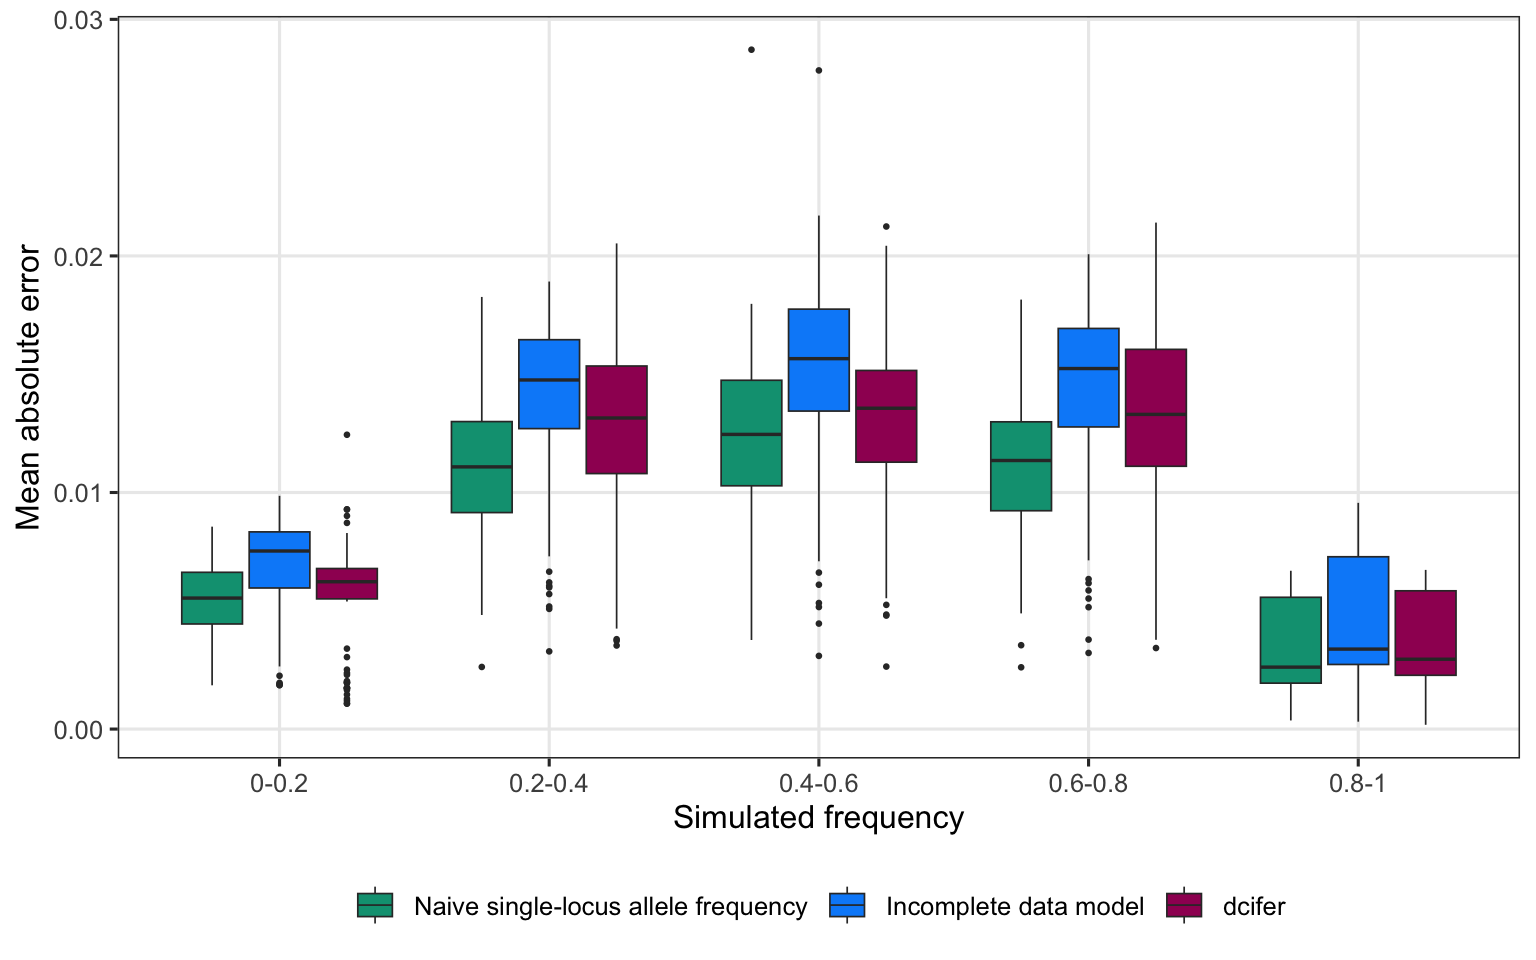 0.03
0.02
0.01
0.00
Mean absolute error
0-0.2 0.2-0.4 0.4-0.6 0.6-0.8 0.8-1
Simulated frequency
Naive single-locus allele frequency Incomplete data model dcifer